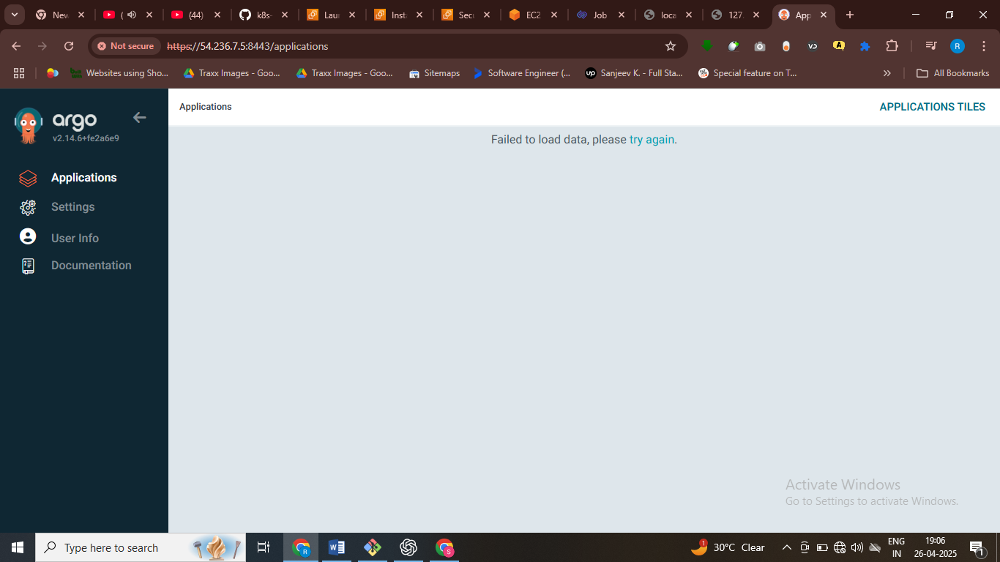 New
(
(44)
k8s-
Lau
Inst
Sec
EC2
Job
loca
127.
App
Not secure
https://54.236.7.5:8443/applications
R
Websites using Sho...
Traxx Images - Goo...
Traxx Images - Goo...
Sitemaps
Software Engineer (...
up
Sanjeev K. - Full Sta...
Special feature on T...
»
All Bookmarks
argo
v2.14.6+fe2a6e9
Applications
Settings
User Info
Documentation
Applications
APPLICATIONS TILES
Failed to load data, please try again.
Activate Windows
Go to Settings to activate Windows.
Type here to search
R
W
S
1
30°C Clear
ENG
IN
19:06
26-04-2025
1